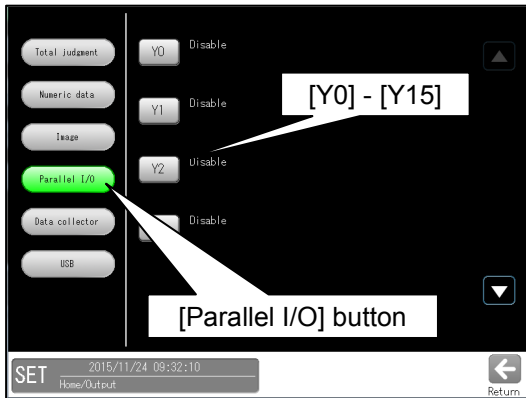 Total judgment
Numeric data
Image
Parallel I/O
Data collector
USB
Y0 Disable
Y1 Disable
[Y0] - [Y15]
Y2 Disable
Disable
[Parallel I/O] button
SET 2015/11/24 09:32:10
Home/Output
Return